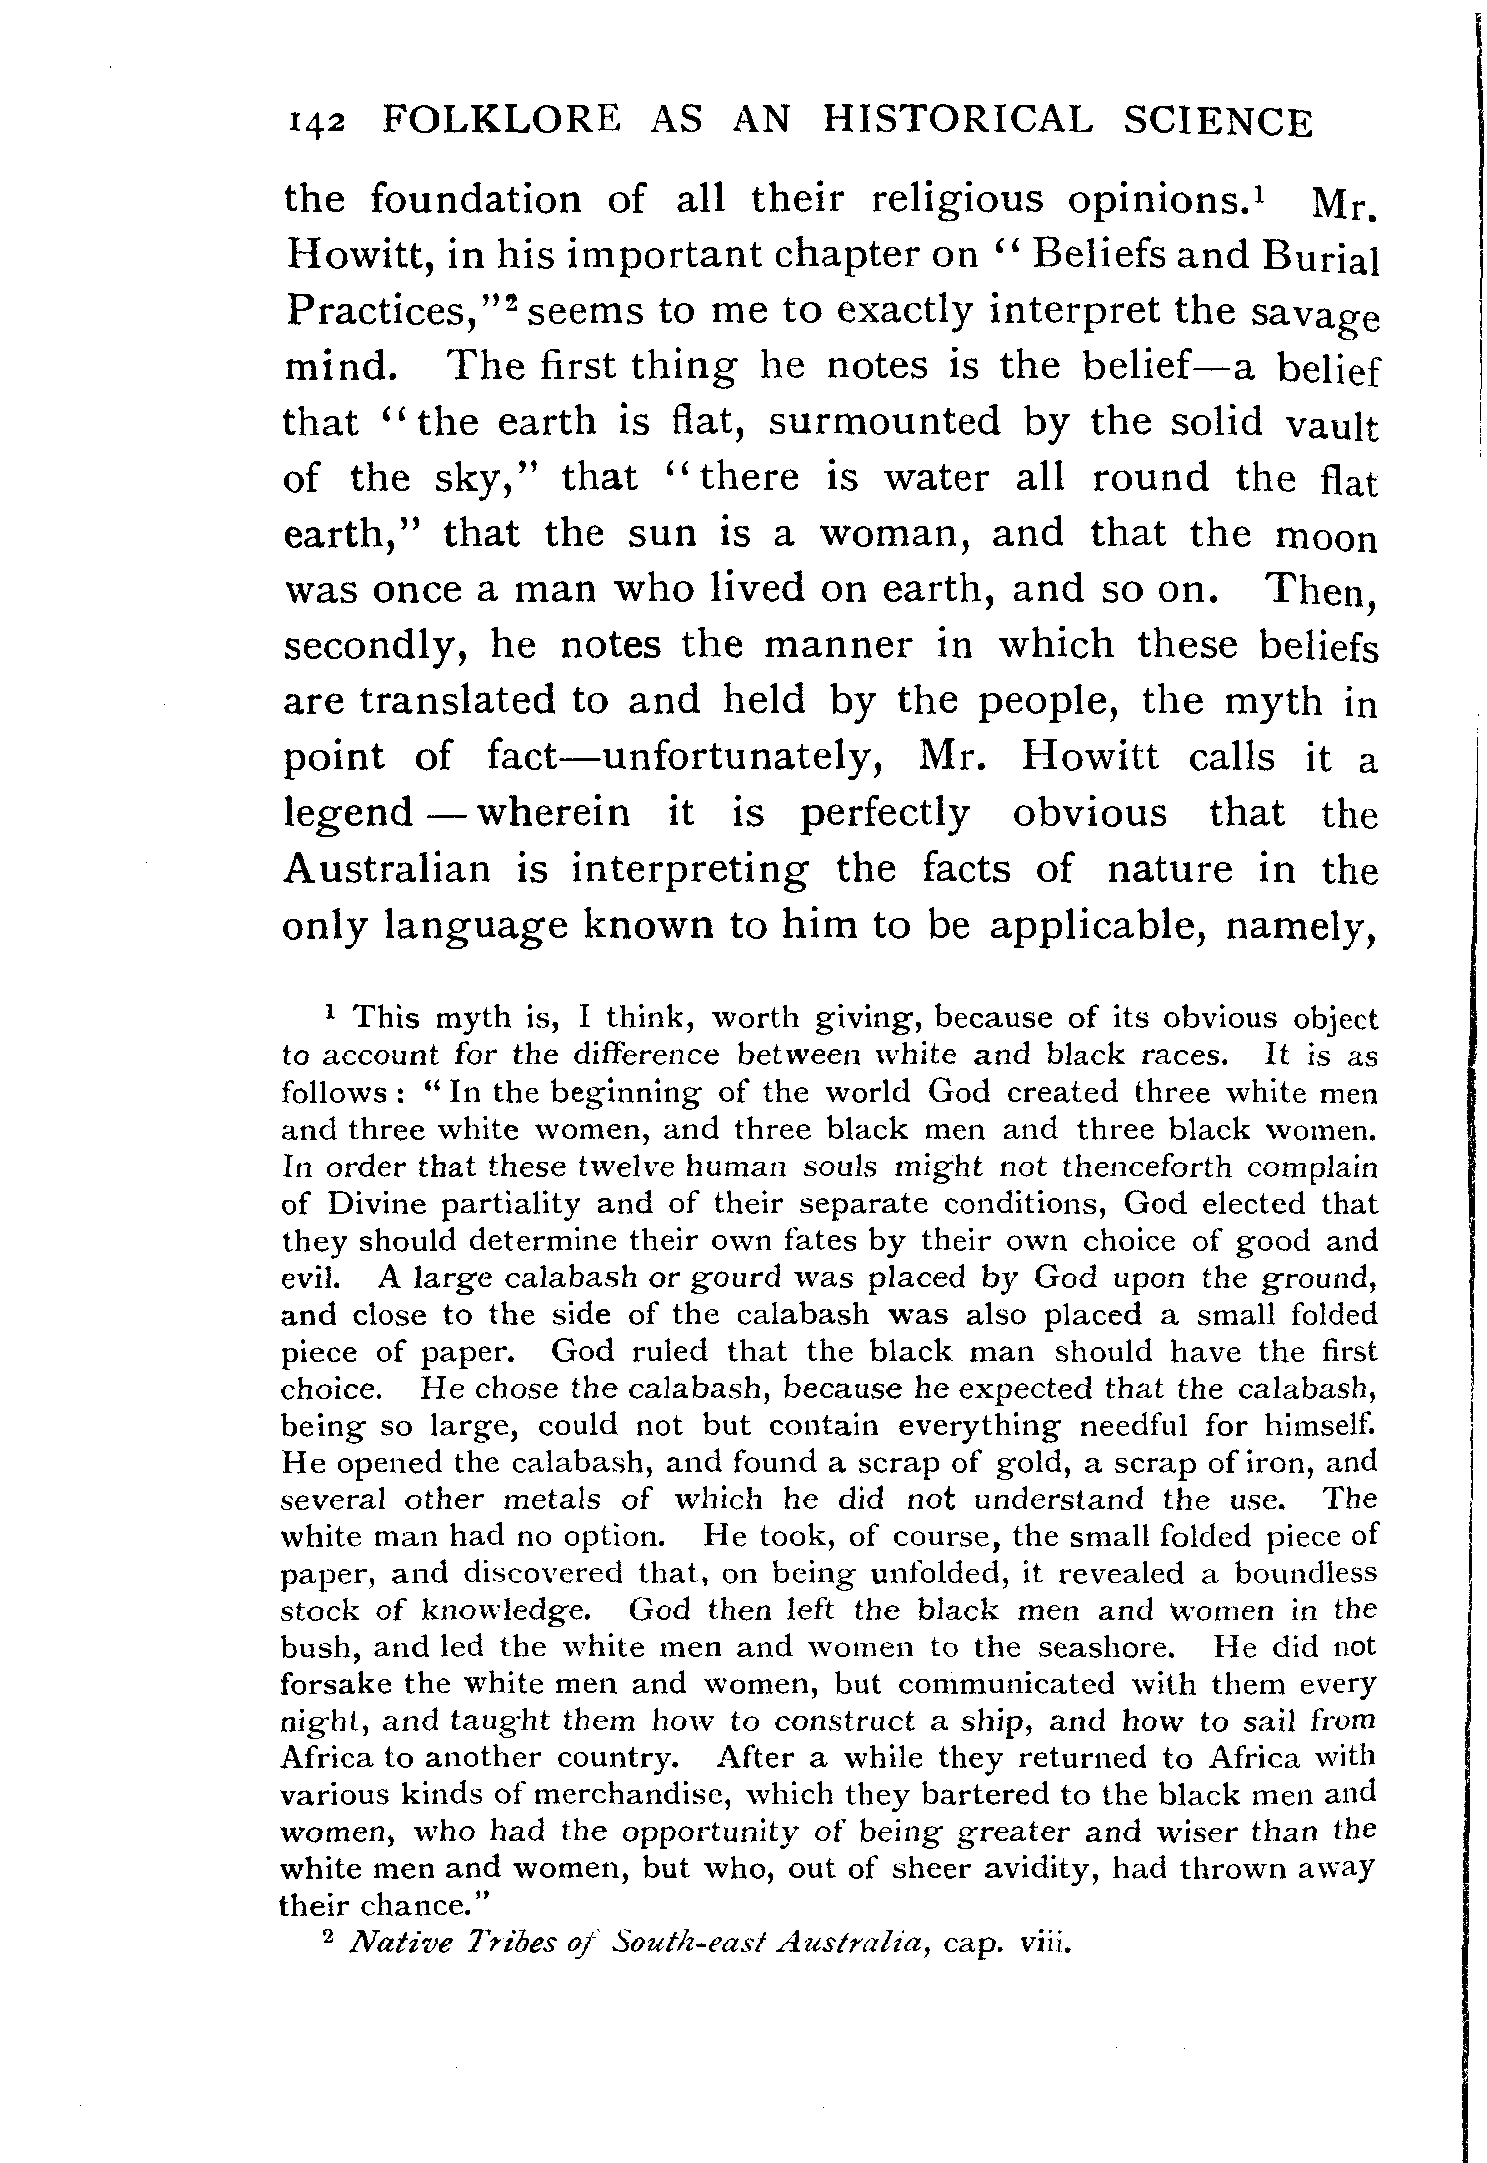 142 FOLKLORE AS AN HISTORICAL SCIENCE
the foundation of all their religious opinions.¹ Mr.
Howitt, in his important chapter on “ Beliefs and Burial
Practices,”² seems to me to exactly interpret the savage
mind. The first thing he notes is the belief—a belief
that “ the earth is flat, surmounted by the solid vault
of the sky,” that “ there is water all round the flat
earth,” that the sun is a woman, and that the moon
was once a man who lived on earth, and so on. Then,
secondly, he notes the manner in which these beliefs
are translated to and held by the people, the myth in
point of fact—unfortunately, Mr. Howitt calls it a
legend — wherein it is perfectly obvious that the
Australian is interpreting the facts of nature in the
only language known to him to be applicable, namely,
¹ This myth is, I think, worth giving, because of its obvious object
to account for the difference between white and black races. It is as
follows : “ In the beginning of the world God created three white men
and three white women, and three black men and three black women.
In order that these twelve human souls might not thenceforth complain
of Divine partiality and of their separate conditions, God elected that
they should determine their own fates by their own choice of good and
evil. A large calabash or gourd was placed by God upon the ground,
and close to the side of the calabash was also placed a small folded
piece of paper. God ruled that the black man should have the first
choice. He chose the calabash, because he expected that the calabash,
being so large, could not but contain everything needful for himself.
He opened the calabash, and found a scrap of gold, a scrap of iron, and
several other metals of which he did not understand the use. The
white man had no option. He took, of course, the small folded piece of
paper, and discovered that, on being unfolded, it revealed a boundless
stock of knowledge. God then left the black men and women in the
bush, and led the white men and women to the seashore. He did not
forsake the white men and women, but communicated with them every
night, and taught them how to construct a ship, and how to sail from
Africa to another country. After a while they returned to Africa with
various kinds of merchandise, which they bartered to the black men and
women, who had the opportunity of being greater and wiser than the
white men and women, but who, out of sheer avidity, had thrown away
their chance.”
² Native Tribes of South-east Australia, cap. viii.